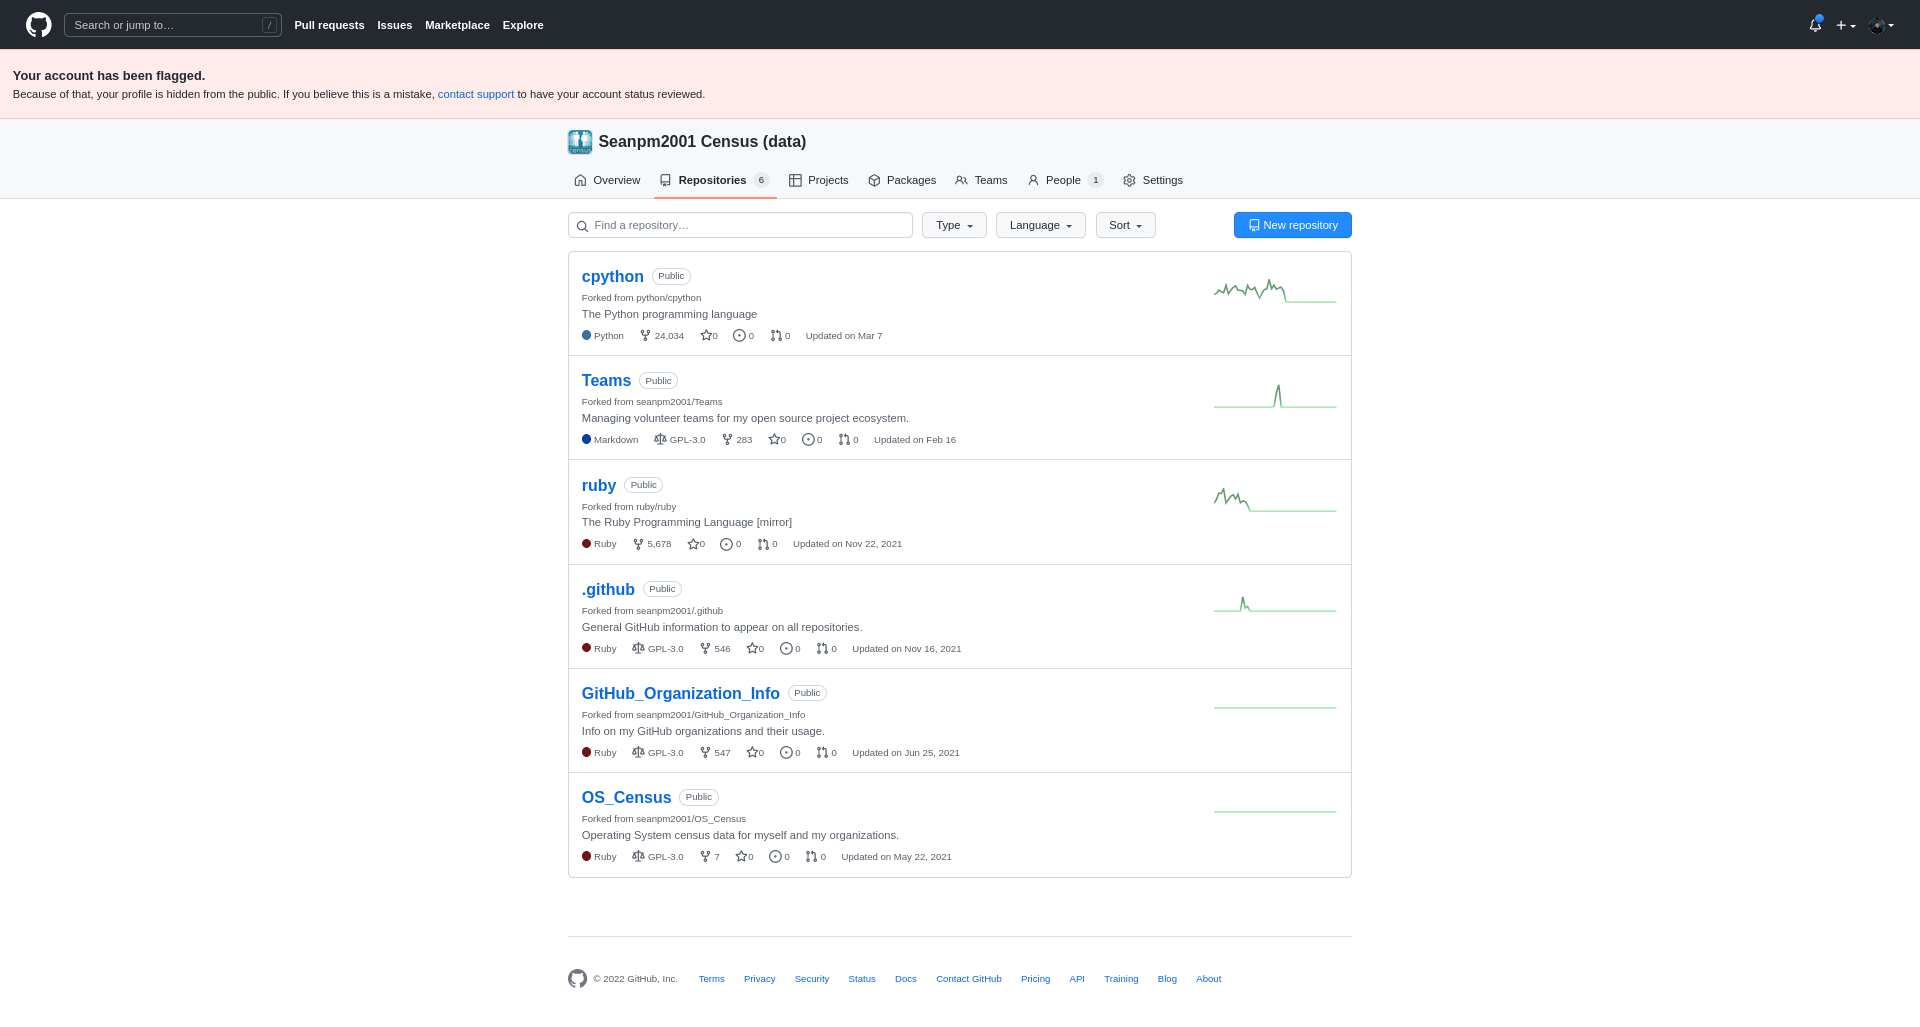 Search or jump to… /
Pull requests Issues Marketplace Explore
Your account has been flagged.
Because of that, your profile is hidden from the public. If you believe this is a mistake, contact support to have your account status reviewed.
Seanpm2001 Census (data)
Overview Repositories 6 Projects Packages Teams People 1 Settings
Find a repository… Type Language Sort New repository
cpython Public
Forked from python/cpython
The Python programming language
Python 24,034 0 0 0 Updated on Mar 7
Teams Public
Forked from seanpm2001/Teams
Managing volunteer teams for my open source project ecosystem.
Markdown GPL-3.0 283 0 0 0 Updated on Feb 16
ruby Public
Forked from ruby/ruby
The Ruby Programming Language [mirror]
Ruby 5,678 0 0 0 Updated on Nov 22, 2021
.github Public
Forked from seanpm2001/.github
General GitHub information to appear on all repositories.
Ruby GPL-3.0 546 0 0 0 Updated on Nov 16, 2021
GitHub_Organization_Info Public
Forked from seanpm2001/GitHub_Organization_Info
Info on my GitHub organizations and their usage.
Ruby GPL-3.0 547 0 0 0 Updated on Jun 25, 2021
OS_Census Public
Forked from seanpm2001/OS_Census
Operating System census data for myself and my organizations.
Ruby GPL-3.0 7 0 0 0 Updated on May 22, 2021
© 2022 GitHub, Inc. Terms Privacy Security Status Docs Contact GitHub Pricing API Training Blog About